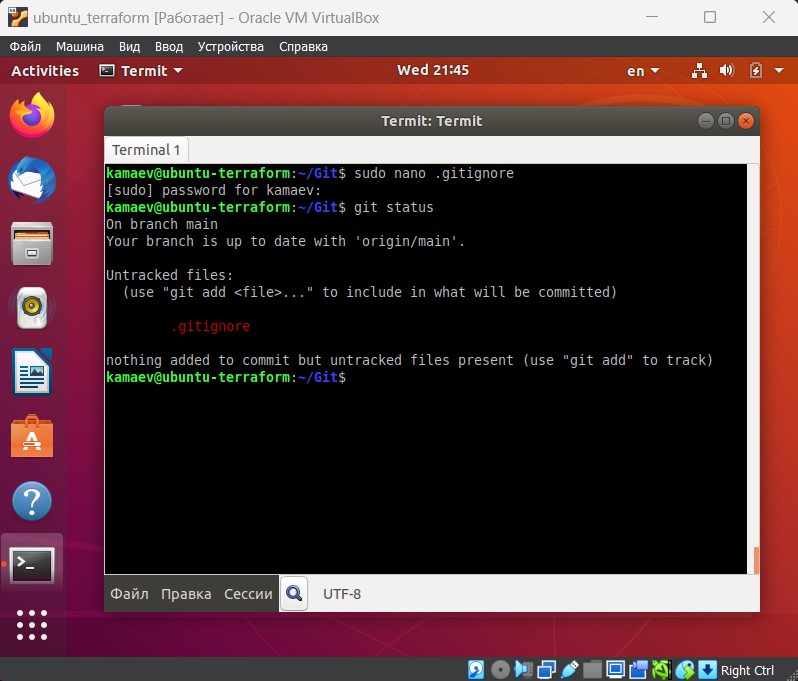 ubuntu_terraform [Работает] - Oracle VM VirtualBox
Файл Машина Вид Ввод Устройства Справка
Activities Termit Wed 21:45 en
Termit: Termit
Terminal 1
kamaev@ubuntu-terraform:~/Git$ sudo nano .gitignore
[sudo] password for kamaev:
kamaev@ubuntu-terraform:~/Git$ git status
On branch main
Your branch is up to date with 'origin/main'.
Untracked files:
(use "git add <file>..." to include in what will be committed)
.gitignore
nothing added to commit but untracked files present (use "git add" to track)
kamaev@ubuntu-terraform:~/Git$
Файл Правка Сессии UTF-8
Right Ctrl